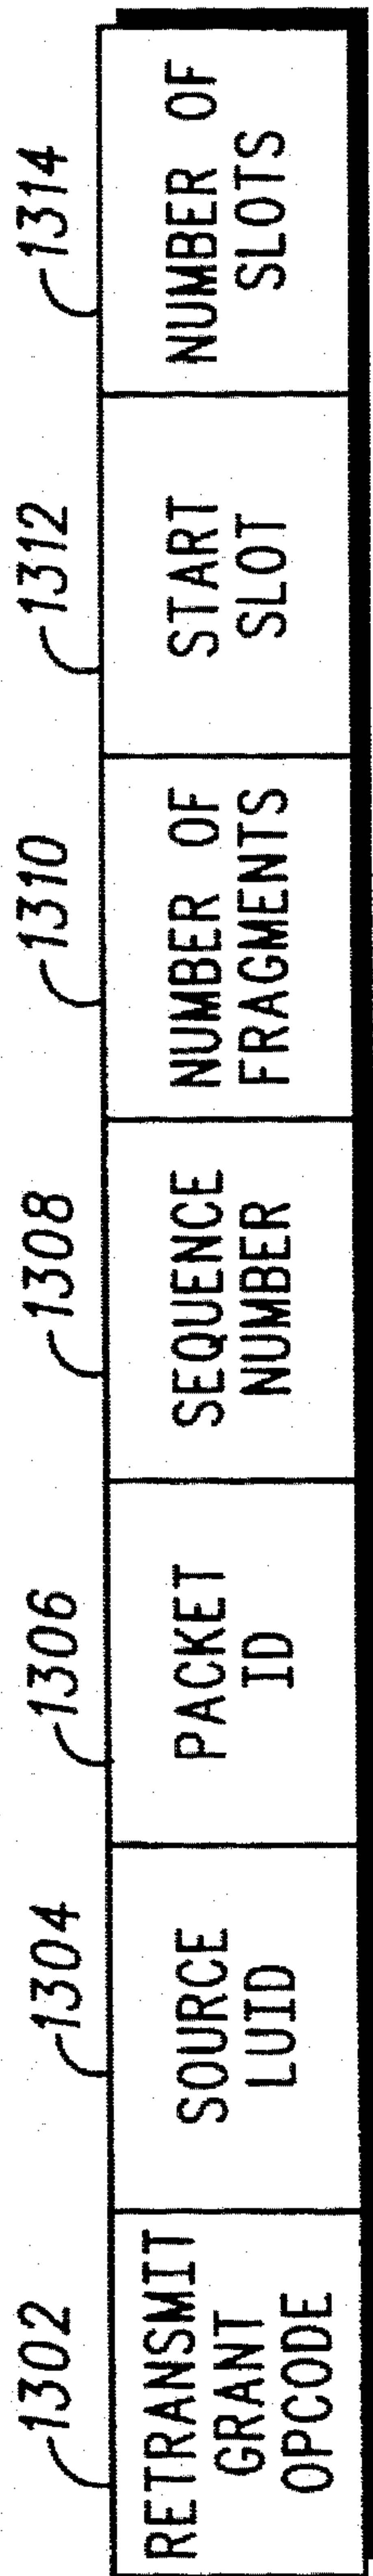 1302
1304
1306
1308
1310
1312
1314
RETRANSMIT
GRANT
OPCODE
SOURCE
LUID
PACKET
ID
SEQUENCE
NUMBER
NUMBER OF
FRAGMENTS
START
SLOT
NUMBER OF
SLOTS